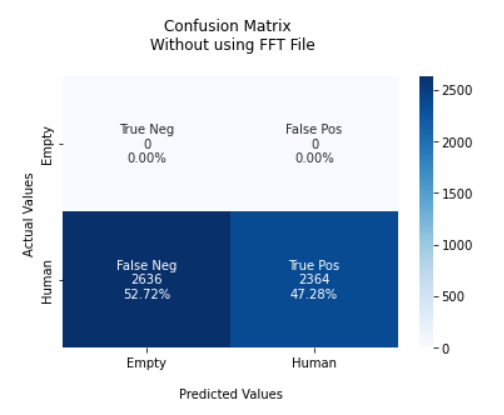 Confusion Matrix
Without using FFT File
True Neg
0
0.00%
False Pos
0
0.00%
False Neg
2636
52.72%
True Pos
2364
47.28%
Empty
Human
Actual Values
Empty
Human
Predicted Values
2500
2000
1500
1000
500
0